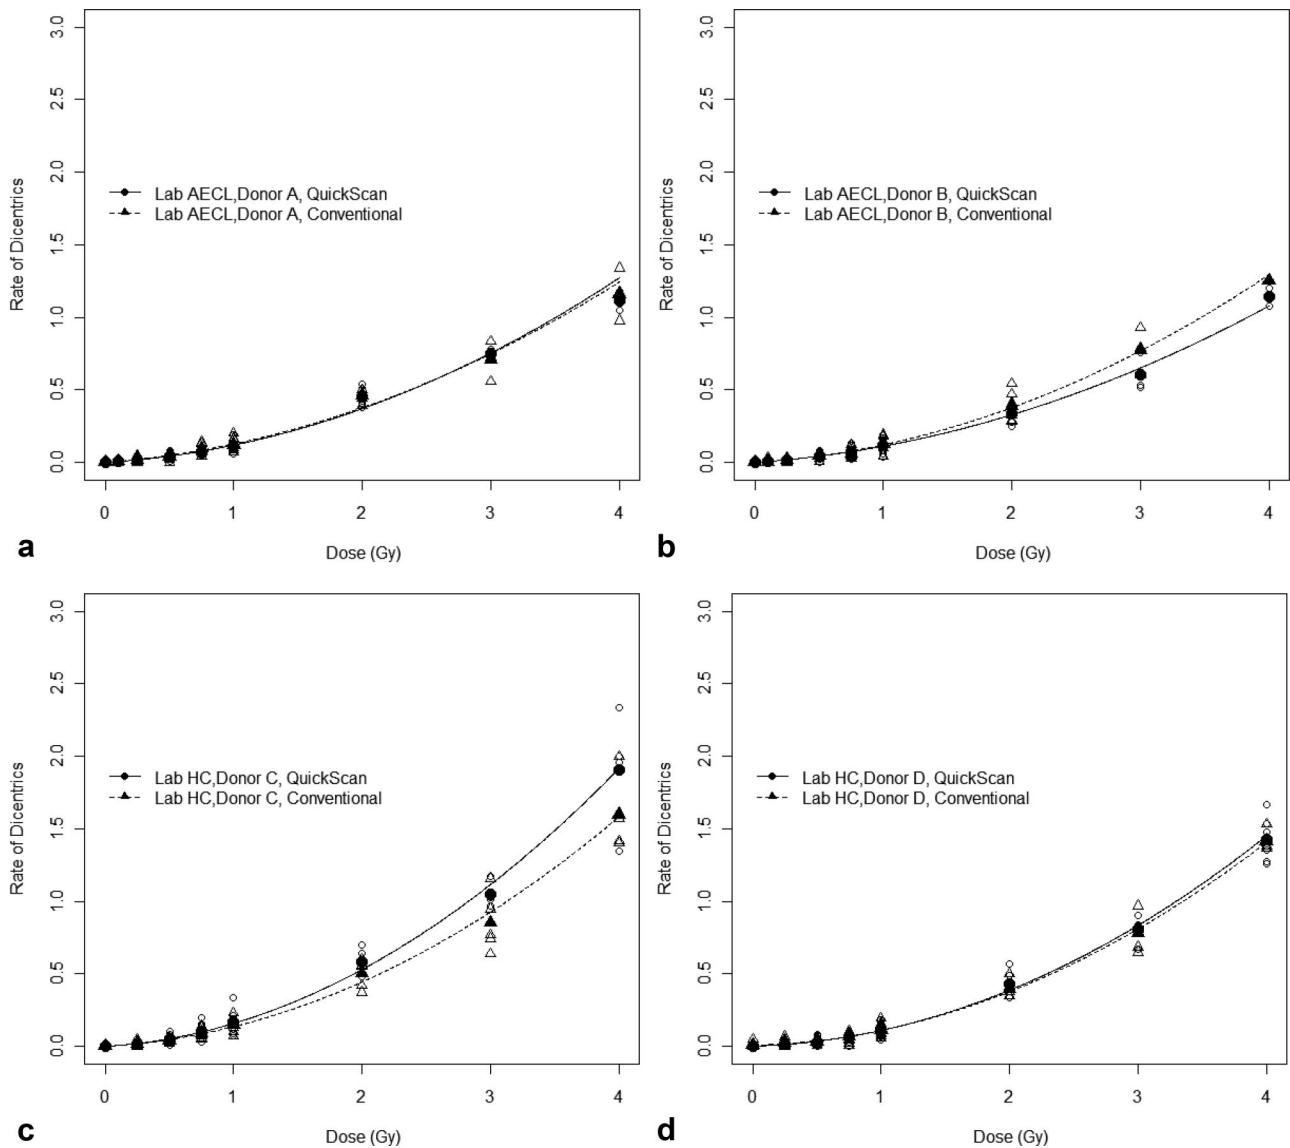 3.0
2.5
2.0
1.5
1.0
0.5
0.0
Rate of Dicentrics
Lab AECL,Donor A, QuickScan
Lab AECL,Donor A, Conventional
0 1 2 3 4
Dose (Gy)
a
3.0
2.5
2.0
1.5
1.0
0.5
0.0
Rate of Dicentrics
Lab AECL,Donor B, QuickScan
Lab AECL,Donor B, Conventional
0 1 2 3 4
Dose (Gy)
b
3.0
2.5
2.0
1.5
1.0
0.5
0.0
Rate of Dicentrics
Lab HC,Donor C, QuickScan
Lab HC,Donor C, Conventional
0 1 2 3 4
Dose (Gy)
c
3.0
2.5
2.0
1.5
1.0
0.5
0.0
Rate of Dicentrics
Lab HC,Donor D, QuickScan
Lab HC,Donor D, Conventional
0 1 2 3 4
Dose (Gy)
d